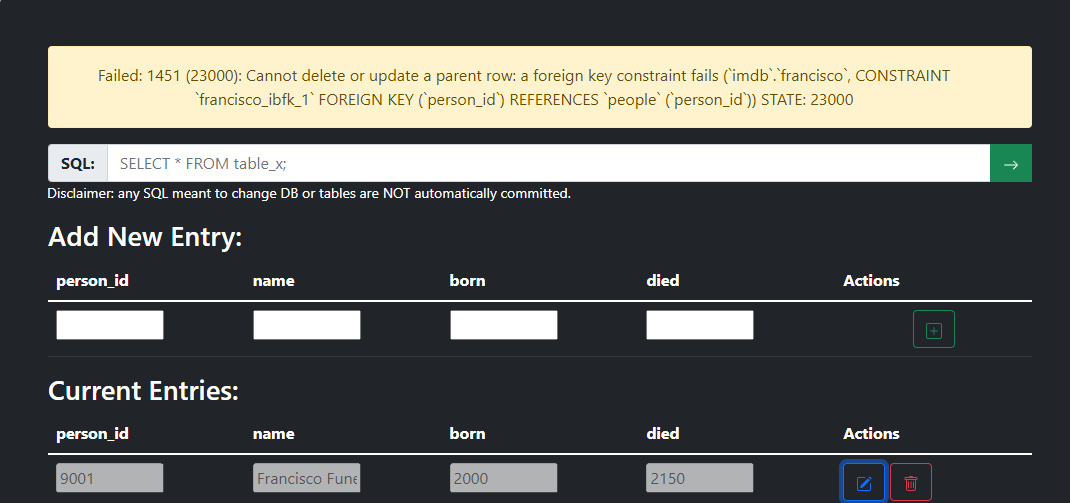 Failed: 1451 (23000): Cannot delete or update a parent row: a foreign key constraint fails (`imdb`.`francisco`, CONSTRAINT
`francisco_ibfk_1` FOREIGN KEY (`person_id`) REFERENCES `people` (`person_id`)) STATE: 23000
SQL: SELECT * FROM table_x; →
Disclaimer: any SQL meant to change DB or tables are NOT automatically committed.
Add New Entry:
person_id name born died Actions
Current Entries:
person_id name born died Actions
9001 Francisco Fune 2000 2150